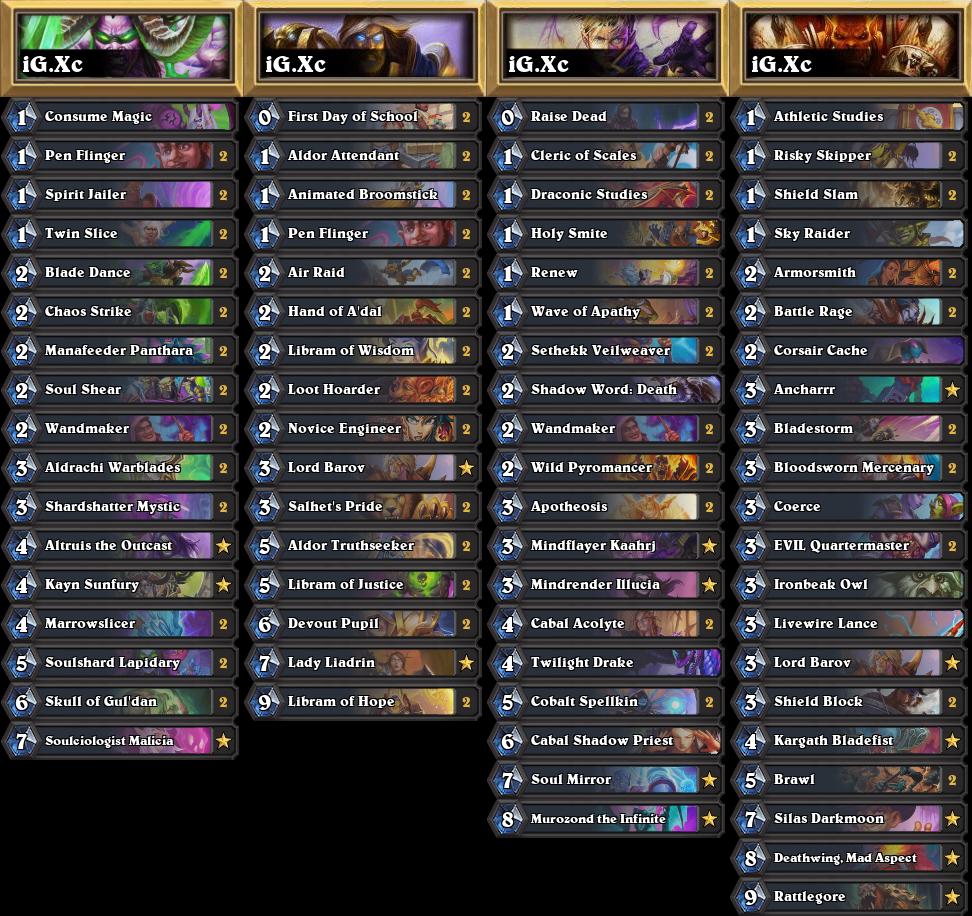 iG.Xc
1 Consume Magic
1 Pen Flinger 2
1 Spirit Jailer 2
1 Twin Slice 2
2 Blade Dance 2
2 Chaos Strike 2
2 Manafeeder Panthara 2
2 Soul Shear 2
2 Wandmaker 2
3 Aldrachi Warblades 2
3 Shardshatter Mystic 2
4 Altruis the Outcast
4 Kayn Sunfury
4 Marrowslicer 2
5 Soulshard Lapidary 2
6 Skull of Gul'dan 2
7 Soulciologist Malicia
iG.Xc
0 First Day of School 2
1 Aldor Attendant 2
1 Animated Broomstick 2
1 Pen Flinger 2
2 Air Raid 2
2 Hand of A'dal 2
2 Libram of Wisdom 2
2 Loot Hoarder 2
2 Novice Engineer 2
3 Lord Barov
3 Salhet's Pride 2
5 Aldor Truthseeker 2
5 Libram of Justice 2
6 Devout Pupil 2
7 Lady Liadrin
9 Libram of Hope 2
iG.Xc
0 Raise Dead 2
1 Cleric of Scales 2
1 Draconic Studies 2
1 Holy Smite
1 Renew 2
1 Wave of Apathy 2
2 Sethekk Veilweaver 2
2 Shadow Word: Death
2 Wandmaker 2
2 Wild Pyromancer 2
3 Apotheosis 2
3 Mindflayer Kaahrj
3 Mindrender Illucia
4 Cabal Acolyte 2
4 Twilight Drake
5 Cobalt Spellkin 2
6 Cabal Shadow Priest
7 Soul Mirror
8 Murozond the Infinite
iG.Xc
1 Athletic Studies
1 Risky Skipper 2
1 Shield Slam 2
1 Sky Raider
2 Armorsmith 2
2 Battle Rage 2
2 Corsair Cache
3 Ancharrr
3 Bladestorm 2
3 Bloodsworn Mercenary 2
3 Coerce
3 EVIL Quartermaster 2
3 Ironbeak Owl
3 Livewire Lance
3 Lord Barov
3 Shield Block 2
4 Kargath Bladefist
5 Brawl 2
7 Silas Darkmoon
8 Deathwing, Mad Aspect
9 Rattlegore